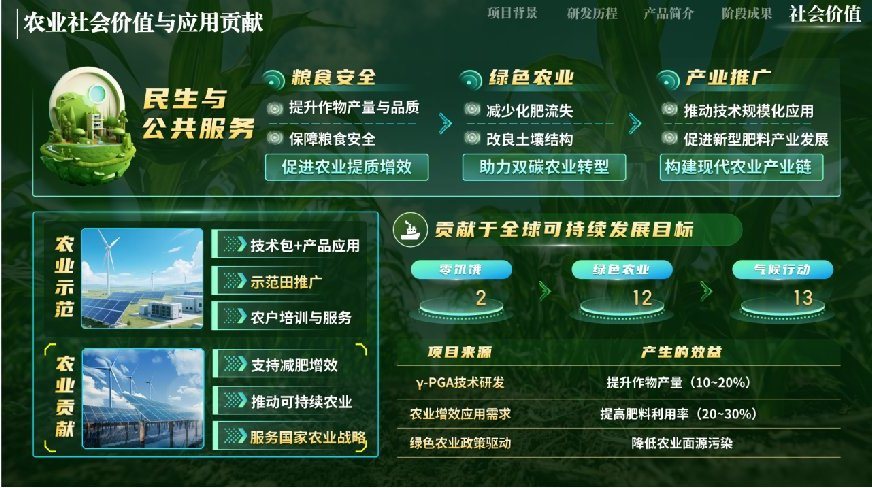 农业社会价值与应用贡献
项目背景 研发历程 产品简介 阶段成果 社会价值
民生与
公共服务
粮食安全
提升作物产量与品质
保障粮食安全
促进农业提质增效
绿色农业
减少化肥流失
改良土壤结构
助力双碳农业转型
产业推广
推动技术规模化应用
促进新型肥料产业发展
构建现代农业产业链
农业示范
技术包+产品应用
示范田推广
农户培训与服务
农业贡献
支持减肥增效
推动可持续农业
服务国家农业战略
贡献于全球可持续发展目标
零饥饿 绿色农业 气候行动
2 12 13
项目来源 产生的效益
γ-PGA技术研发 提升作物产量（10~20%）
农业增效应用需求 提高肥料利用率（20~30%）
绿色农业政策驱动 降低农业面源污染